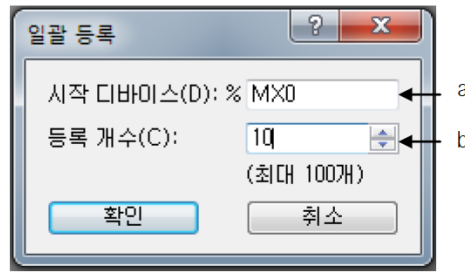 일괄 등록
시작 디바이스(D): % MX0
a
등록 개수(C): 10
b
(최대 100개)
확인 취소